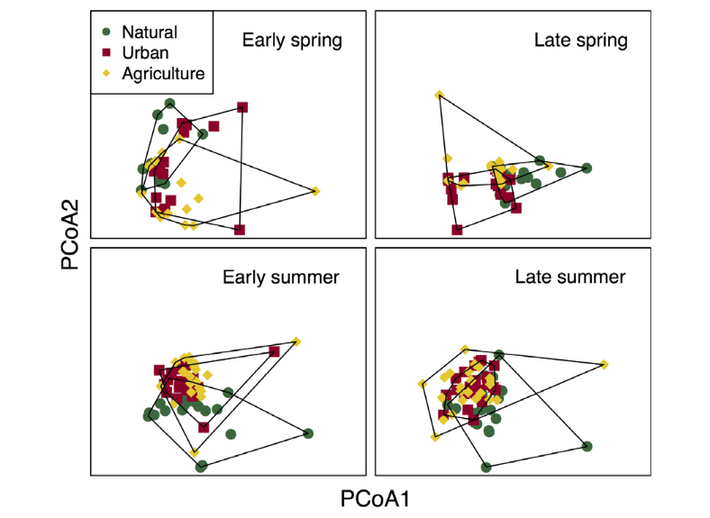 Natural
Urban
Agriculture
Early spring
Late spring
Early summer
Late summer
PCoA2
PCoA1